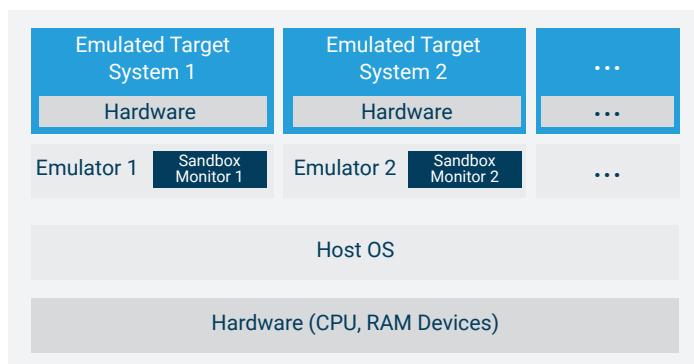 Emulated Target
System 1
Hardware
Emulated Target
System 2
Hardware
...
...
Emulator 1
Sandbox
Monitor 1
Emulator 2
Sandbox
Monitor 2
...
Host OS
Hardware (CPU, RAM Devices)